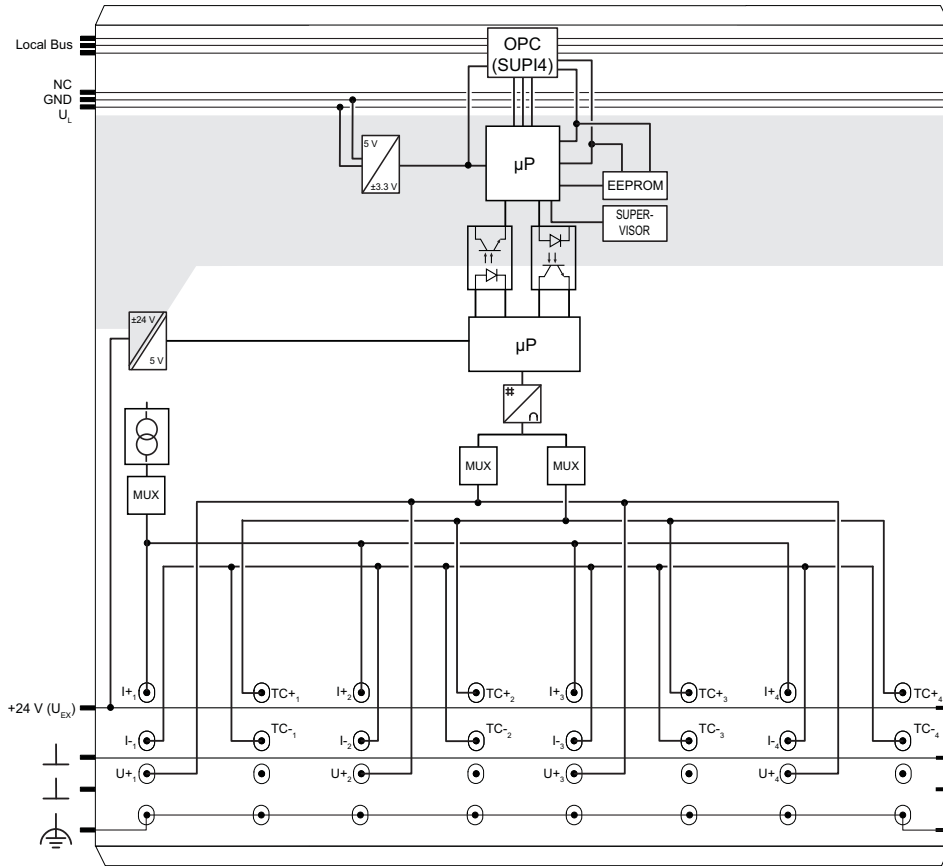 Local Bus
OPC
(SUPI4)
NC
GND
U_L
5 V
±3.3 V
µP
EEPROM
SUPER-
VISOR
±24 V
5 V
µP
#
∩
MUX
MUX
MUX
I+₁
TC+₁
I+₂
TC+₂
I+₃
TC+₃
I+₄
TC+₄
+24 V (U_EX)
I-₁
TC-₁
I-₂
TC-₂
I-₃
TC-₃
I-₄
TC-₄
U+₁
U+₂
U+₃
U+₄